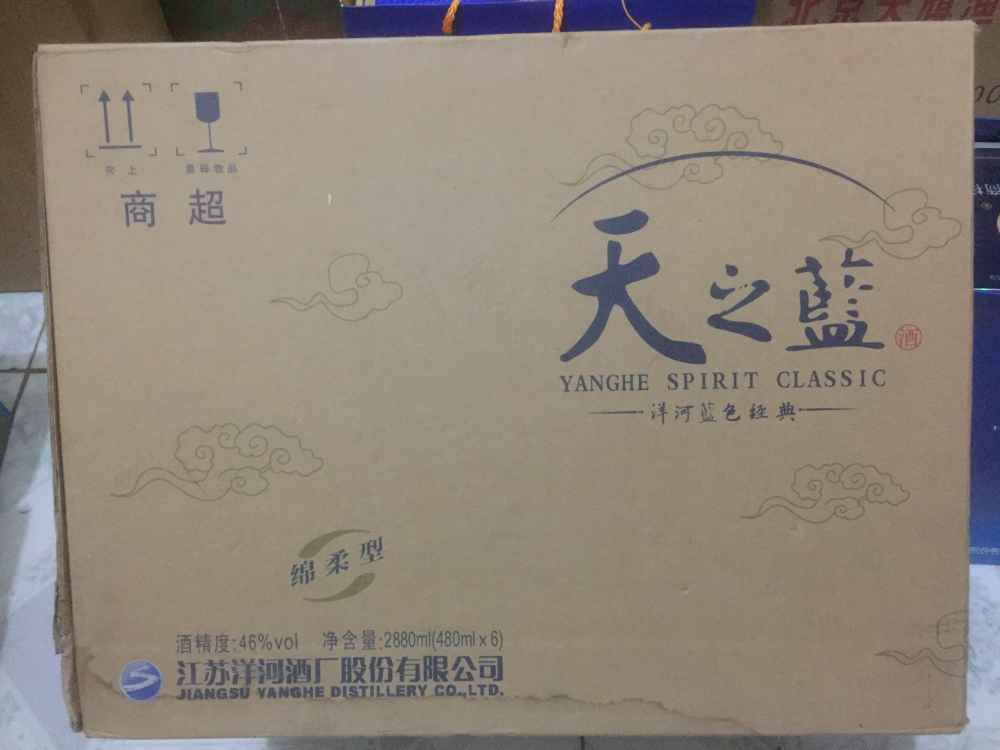 向上
易碎物品
商超
天之藍
酒
YANGHE SPIRIT CLASSIC
洋河蓝色经典
绵柔型
酒精度:46%vol 净含量:2880ml(480ml x 6)
江苏洋河酒厂股份有限公司
JIANGSU YANGHE DISTILLERY CO.,LTD.